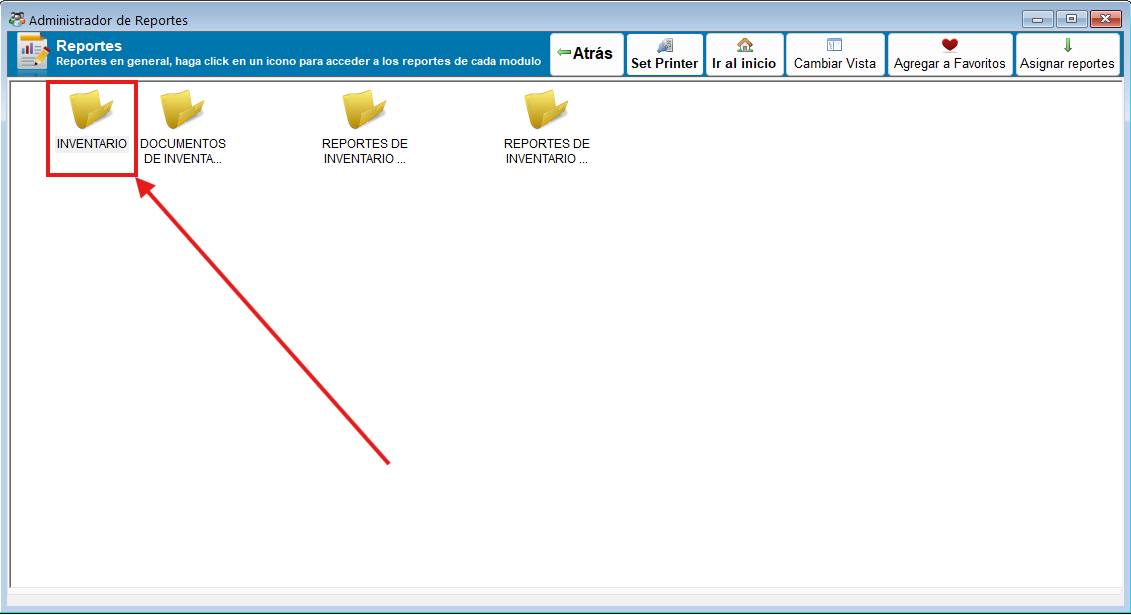 Administrador de Reportes
Reportes
Reportes en general, haga click en un icono para acceder a los reportes de cada modulo
Atrás
Set Printer
Ir al inicio
Cambiar Vista
Agregar a Favoritos
Asignar reportes
INVENTARIO
DOCUMENTOS
DE INVENTA...
REPORTES DE
INVENTARIO ...
REPORTES DE
INVENTARIO ...